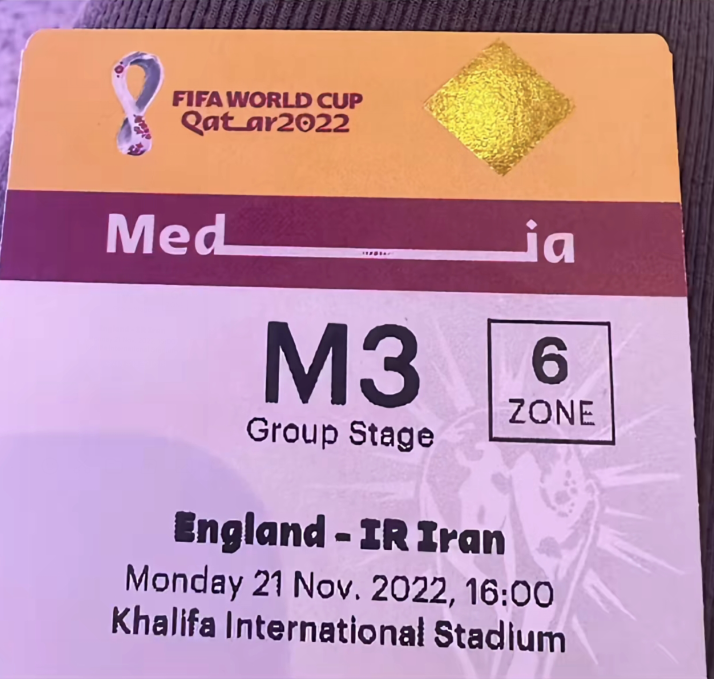 FIFA WORLD CUP
Qatar2022
Media
M3
Group Stage
6
ZONE
England - IR Iran
Monday 21 Nov. 2022, 16:00
Khalifa International Stadium